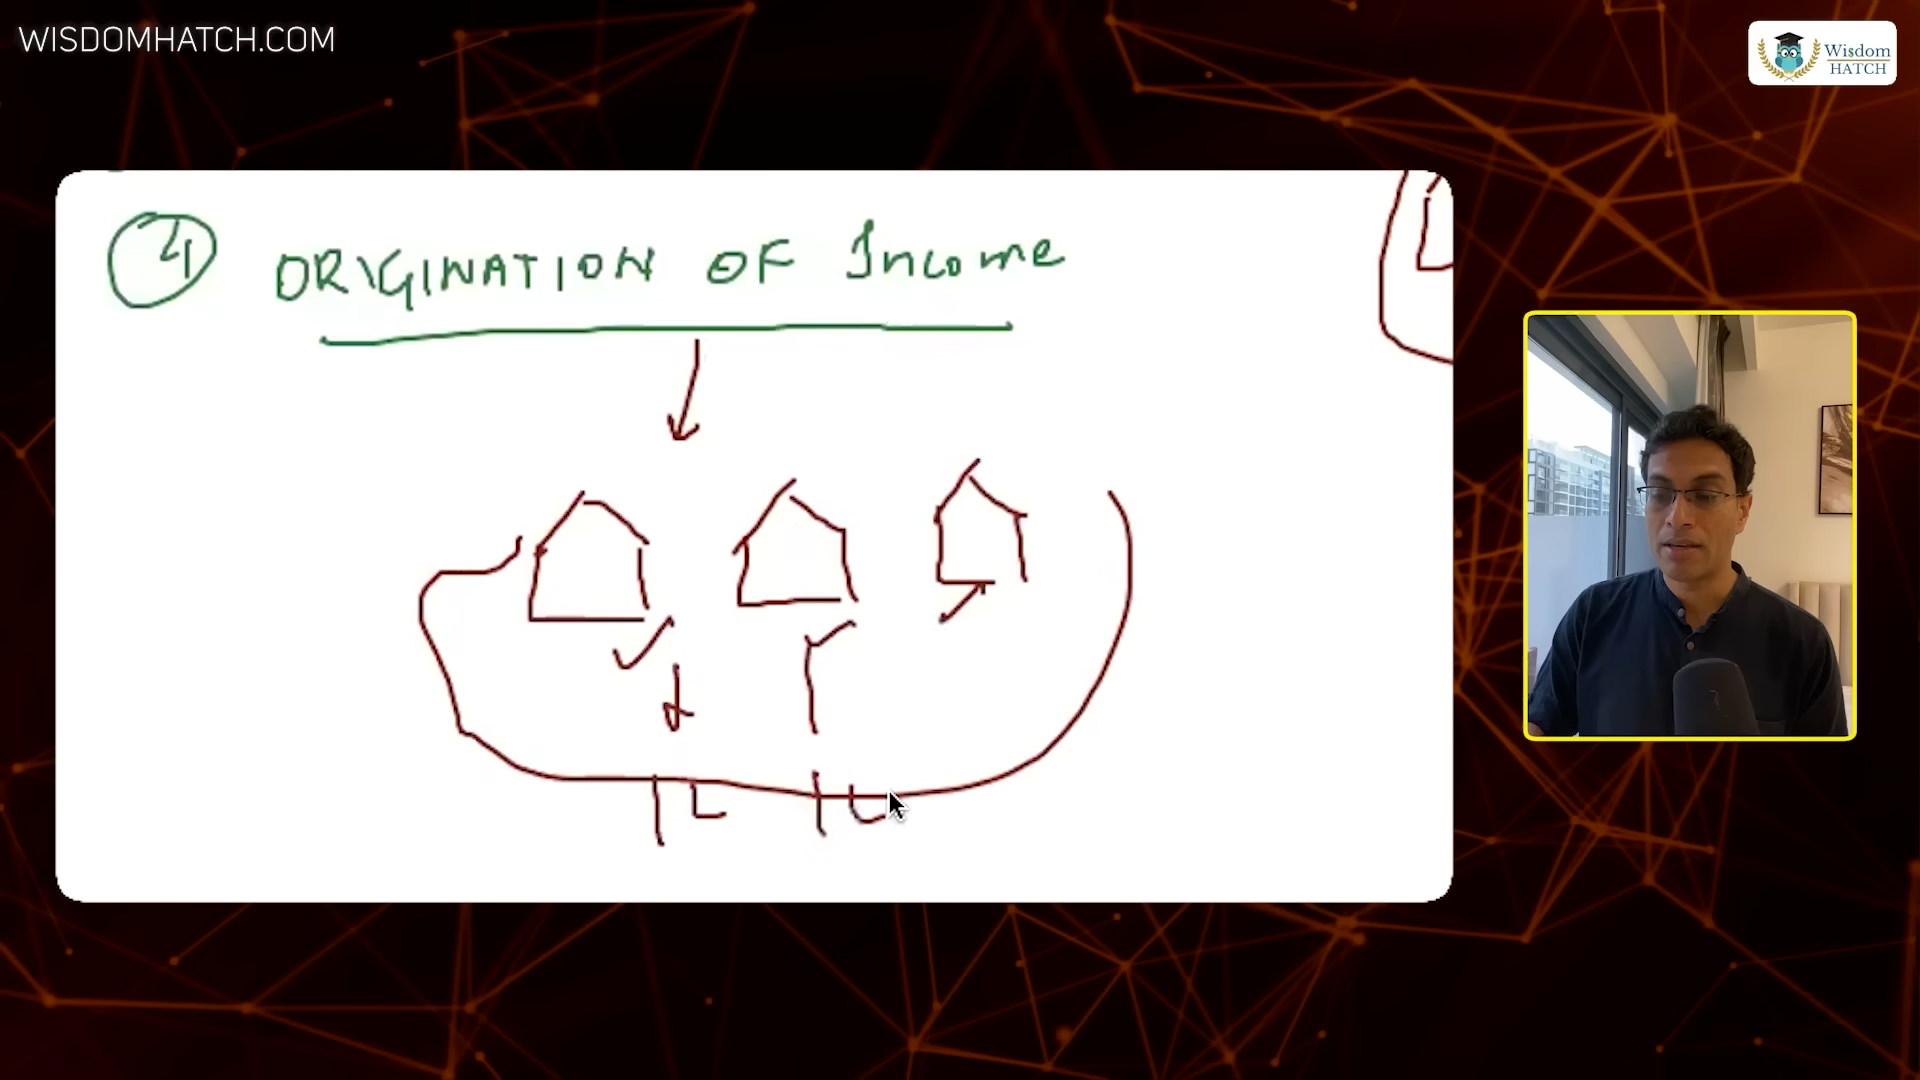 WISDOMHATCH.COM
Wisdom
HATCH
4 ORIGINATION OF Income
1L 1L